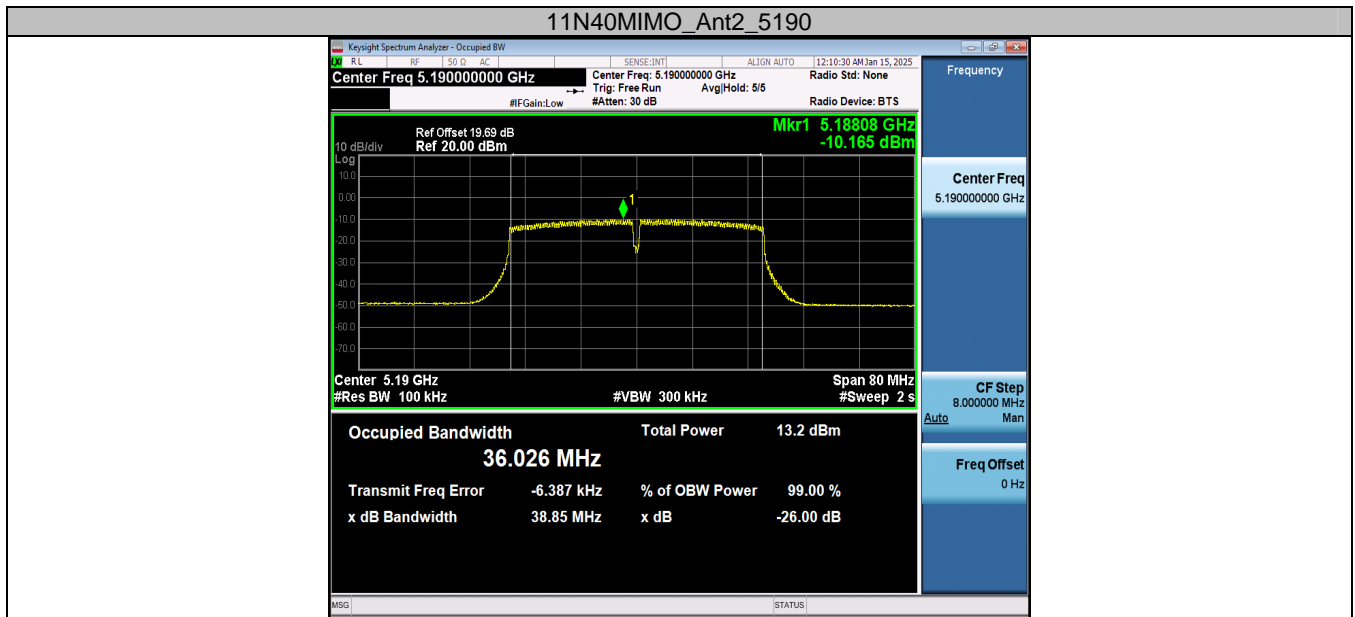 11N40MIMO_Ant2_5190
Keysight Spectrum Analyzer - Occupied BW
LXI RL RF 50 Ω AC SENSE:INT ALIGN AUTO 12:10:30 AM Jan 15, 2025
Center Freq 5.190000000 GHz
Center Freq: 5.190000000 GHz Radio Std: None
Trig: Free Run Avg|Hold: 5/5
#IFGain:Low #Atten: 30 dB Radio Device: BTS
Mkr1 5.18808 GHz
-10.165 dBm
Ref Offset 19.69 dB
10 dB/div Ref 20.00 dBm
Log
10.0
0.00
-10.0
-20.0
-30.0
-40.0
-50.0
-60.0
-70.0
1
Center 5.19 GHz Span 80 MHz
#Res BW 100 kHz #VBW 300 kHz #Sweep 2 s
Occupied Bandwidth Total Power 13.2 dBm
36.026 MHz
Transmit Freq Error -6.387 kHz % of OBW Power 99.00 %
x dB Bandwidth 38.85 MHz x dB -26.00 dB
Frequency
Center Freq
5.190000000 GHz
CF Step
8.000000 MHz
Auto Man
Freq Offset
0 Hz
MSG STATUS